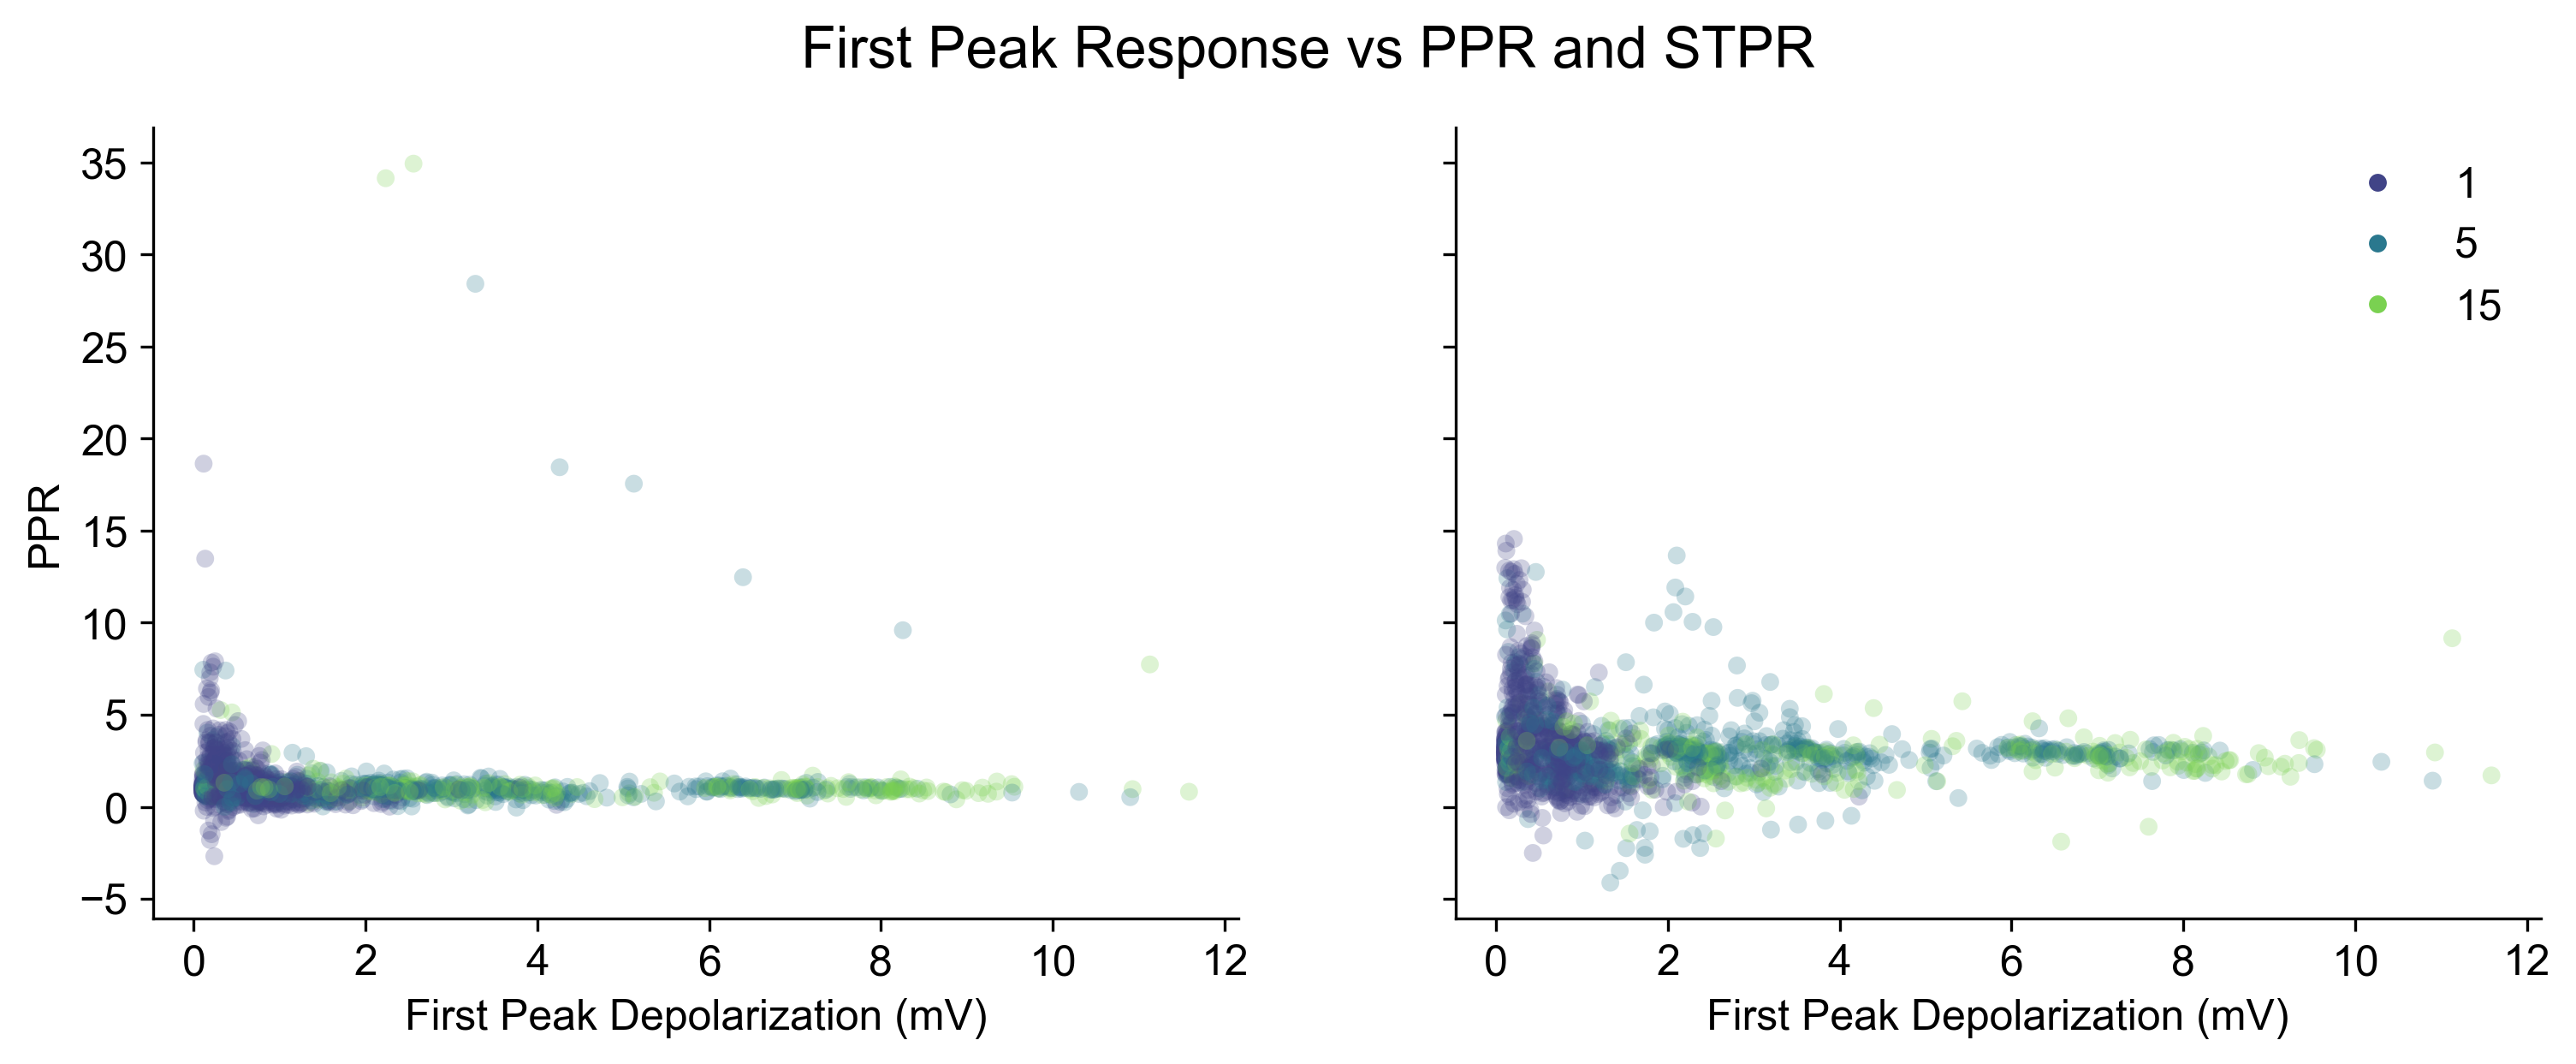 First Peak Response vs PPR and STPR
35
30
25
20
15
10
5
0
−5
PPR
0 2 4 6 8 10 12
First Peak Depolarization (mV)
1
5
15
0 2 4 6 8 10 12
First Peak Depolarization (mV)